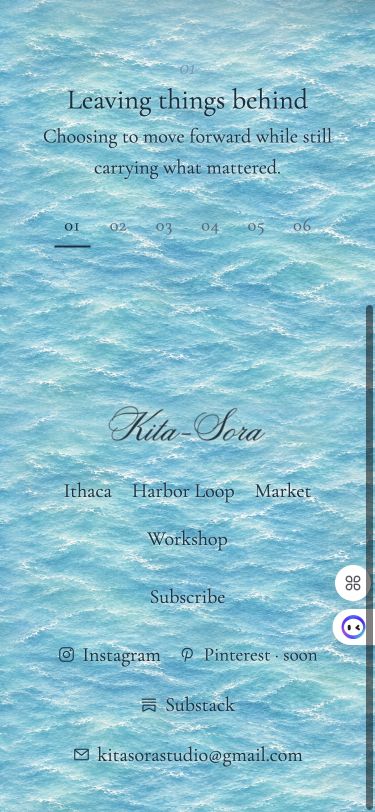 01
Leaving things behind
Choosing to move forward while still
carrying what mattered.
01 02 03 04 05 06
Kita-Sora
Ithaca Harbor Loop Market
Workshop
Subscribe
Instagram Pinterest · soon
Substack
kitasorastudio@gmail.com